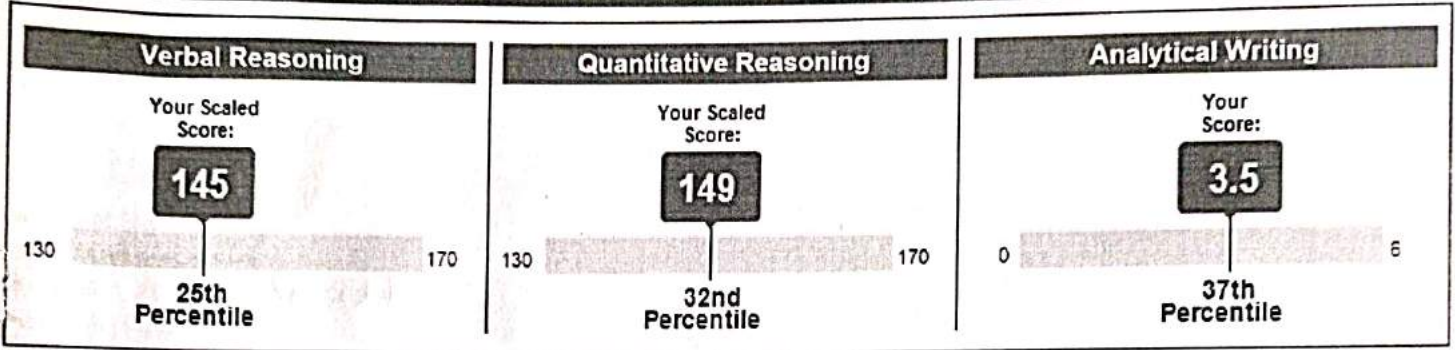 Verbal Reasoning
Your Scaled
Score:
145
130
170
25th
Percentile
Quantitative Reasoning
Your Scaled
Score:
149
130
170
32nd
Percentile
Analytical Writing
Your
Score:
3.5
0
6
37th
Percentile